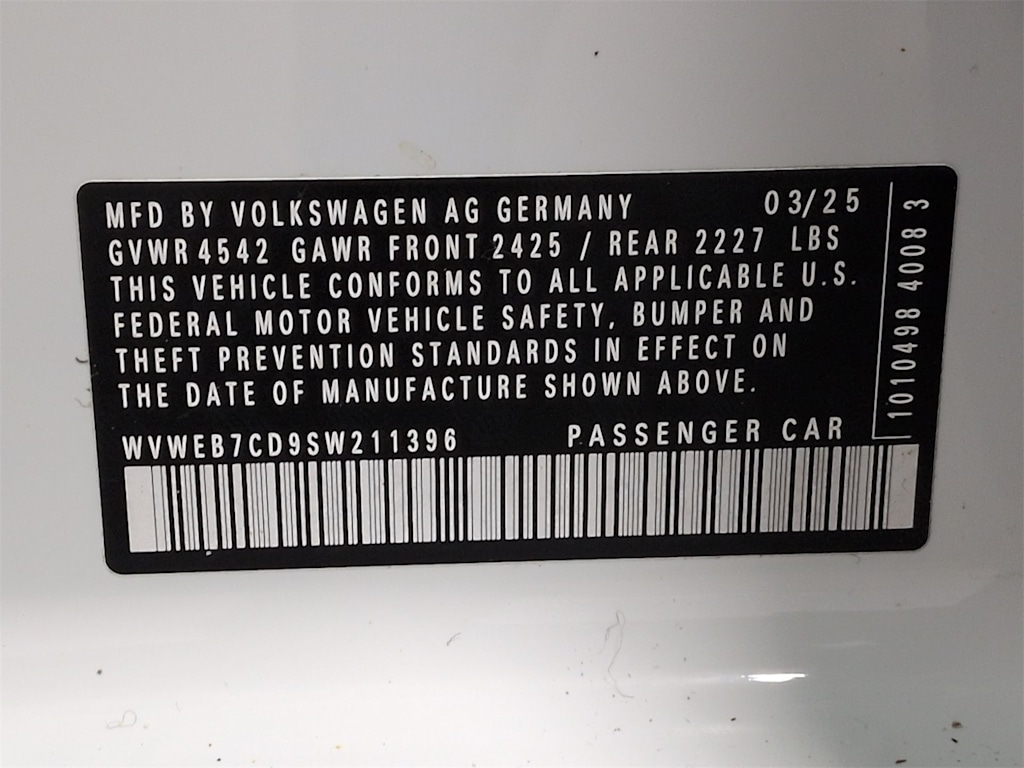 MFD BY VOLKSWAGEN AG GERMANY 03/25
GVWR 4542 GAWR FRONT 2425 / REAR 2227 LBS
THIS VEHICLE CONFORMS TO ALL APPLICABLE U.S.
FEDERAL MOTOR VEHICLE SAFETY, BUMPER AND
THEFT PREVENTION STANDARDS IN EFFECT ON
THE DATE OF MANUFACTURE SHOWN ABOVE.
WVWEB7CD9SW211396 PASSENGER CAR
1010498 4008 3